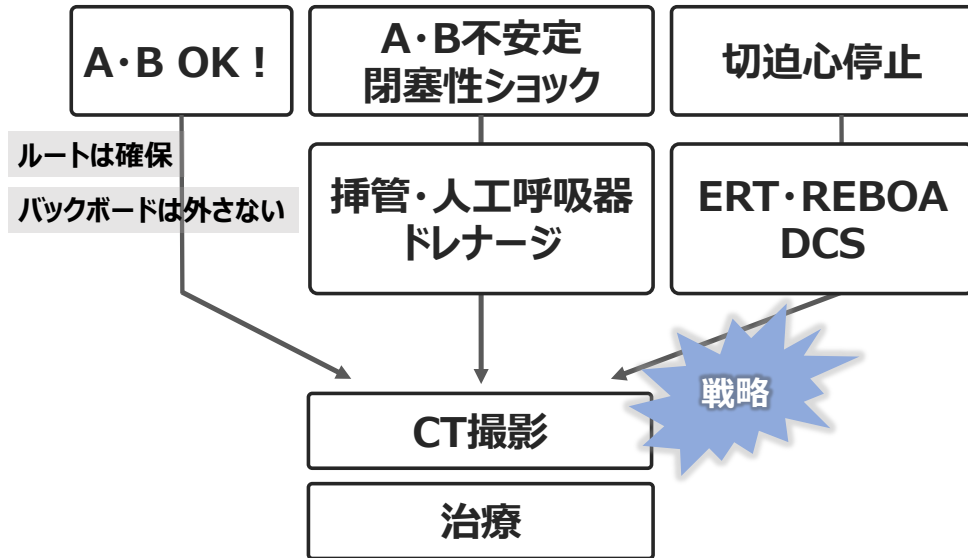 A・B OK！
A・B不安定
閉塞性ショック
切迫心停止
ルートは確保
バックボードは外さない
挿管・人工呼吸器
ドレナージ
ERT・REBOA
DCS
戦略
CT撮影
治療